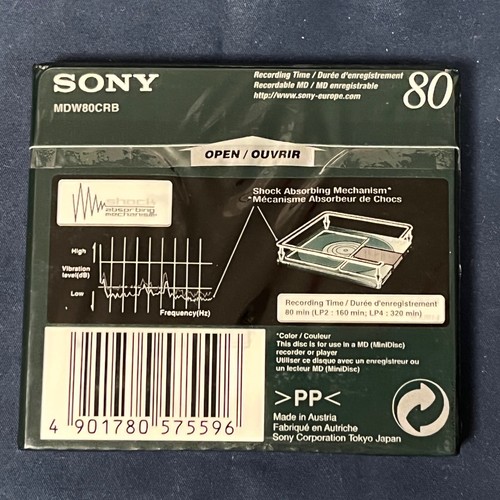 SONY
MDW80CRB
Recording Time / Durée d'enregistrement
Recordable MD / MD enregistrable
http://www.sony-europe.com
80
OPEN / OUVRIR
shock
absorbing
mechanism
Shock Absorbing Mechanism*
*Mécanisme Absorbeur de Chocs
High
Vibration
level(dB)
Low
Frequency(Hz)
Recording Time / Durée d'enregistrement
80 min (LP2 : 160 min; LP4 : 320 min)
*Color / Couleur
This disc is for use in a MD (MiniDisc)
recorder or player
Utiliser ce disque avec un enregistreur ou
un lecteur MD (MiniDisc)
>PP<
Made in Austria
Fabriqué en Autriche
Sony Corporation Tokyo Japan
4 901780 575596